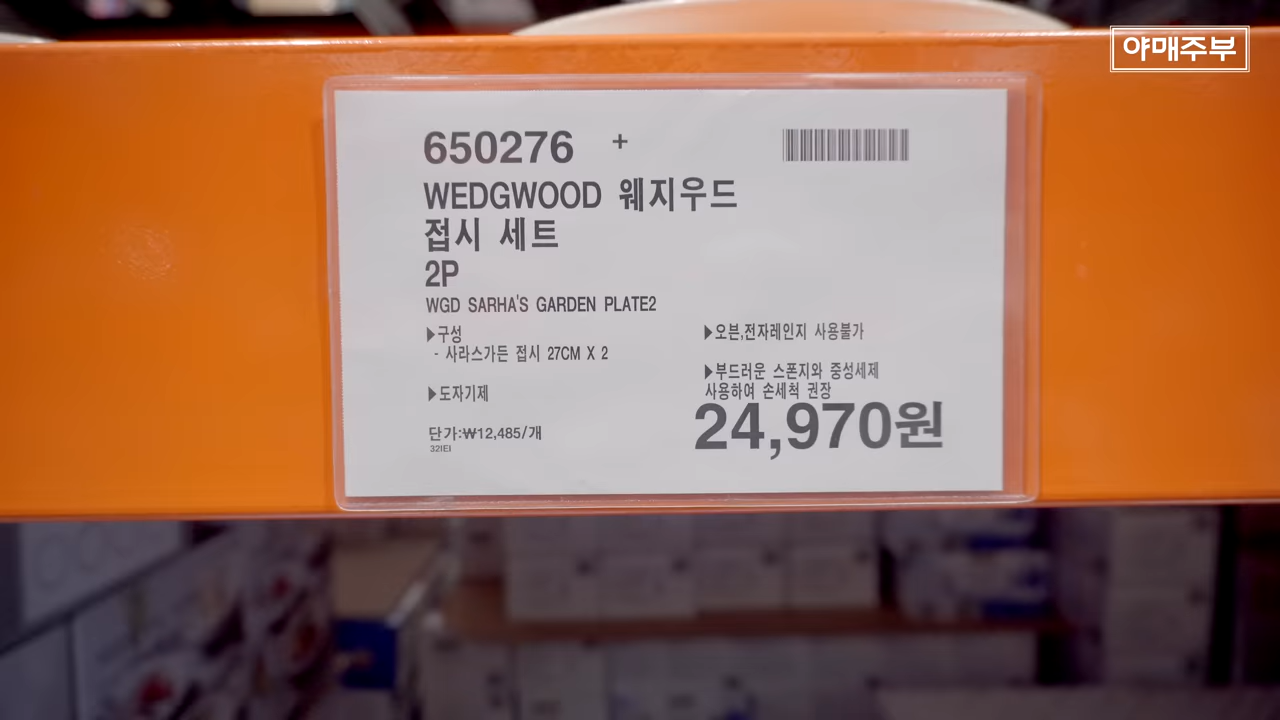 야매주부
650276 +
WEDGWOOD 웨지우드
접시 세트
2P
WGD SARHA'S GARDEN PLATE2
▶구성
- 사라스가든 접시 27CM X 2
▶도자기제
단가:₩12,485/개
▶오븐,전자레인지 사용불가
▶부드러운 스폰지와 중성세제
사용하여 손세척 권장
24,970원